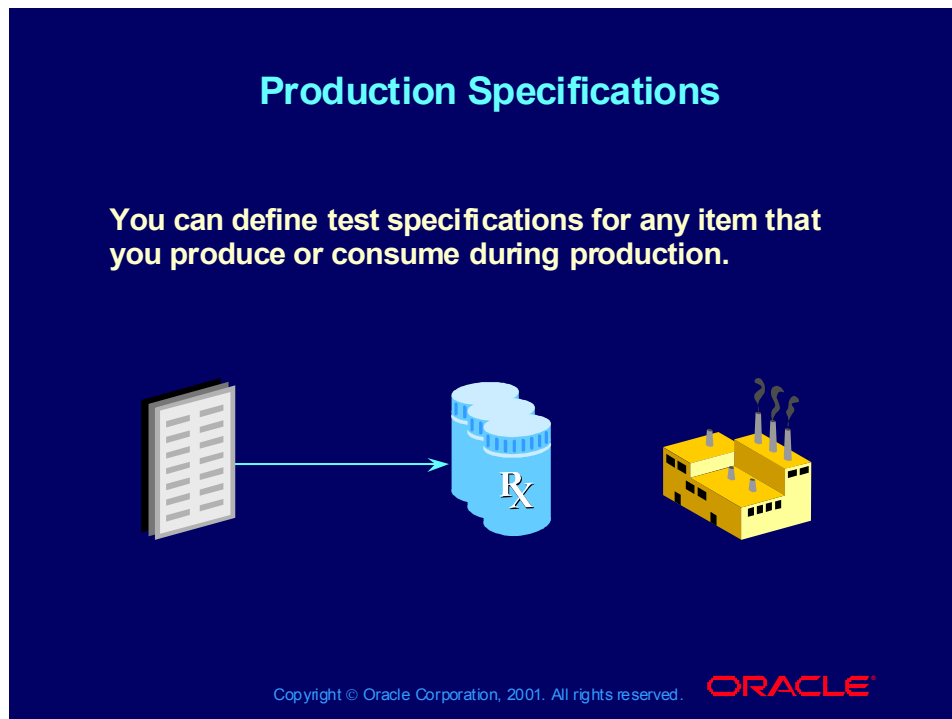 Production Specifications
You can define test specifications for any item that
you produce or consume during production.
Rx
Copyright © Oracle Corporation, 2001. All rights reserved.
ORACLE®